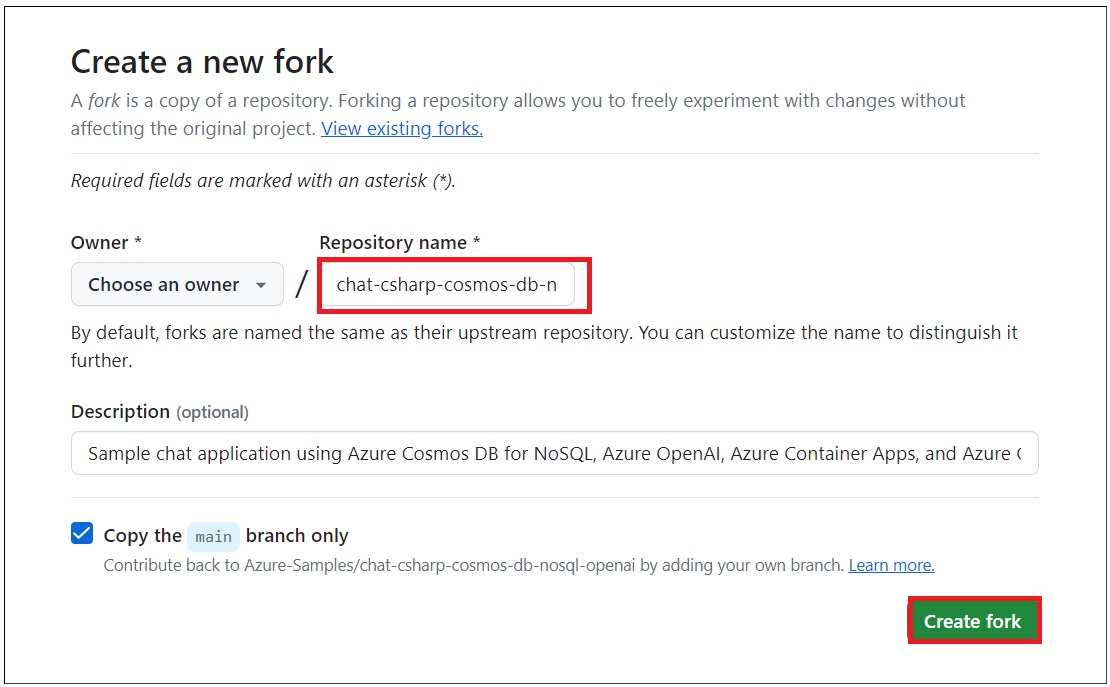 Create a new fork
A fork is a copy of a repository. Forking a repository allows you to freely experiment with changes without
affecting the original project. View existing forks.
Required fields are marked with an asterisk (*).
Owner * Repository name *
Choose an owner / chat-csharp-cosmos-db-n
By default, forks are named the same as their upstream repository. You can customize the name to distinguish it
further.
Description (optional)
Sample chat application using Azure Cosmos DB for NoSQL, Azure OpenAI, Azure Container Apps, and Azure
Copy the main branch only
Contribute back to Azure-Samples/chat-csharp-cosmos-db-nosql-openai by adding your own branch. Learn more.
Create fork